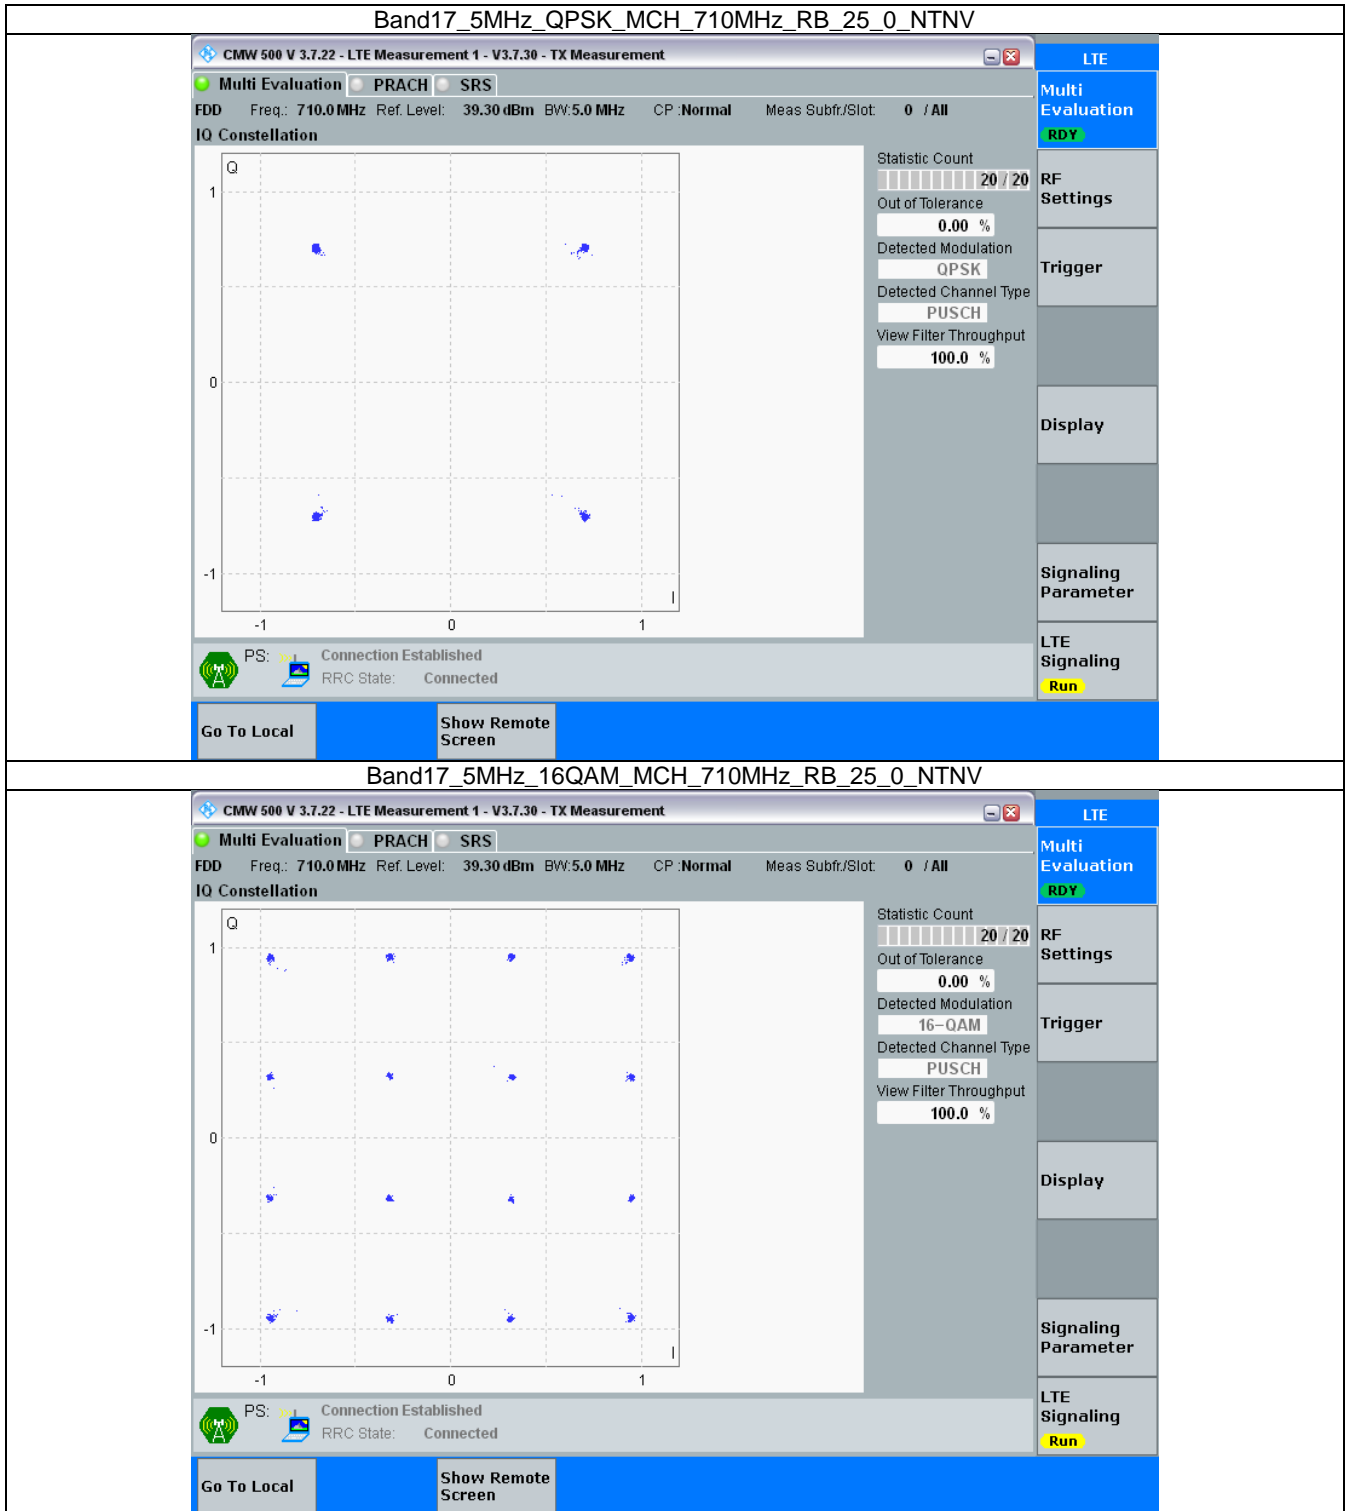 Band17_5MHz_QPSK_MCH_710MHz_RB_25_0_NTNV
CMW 500 V 3.7.22 - LTE Measurement 1 - V3.7.30 - TX Measurement
LTE
Multi Evaluation PRACH SRS
Multi
Evaluation
RDY
FDD Freq.: 710.0 MHz Ref. Level: 39.30 dBm BW: 5.0 MHz CP : Normal Meas Subfr./Slot: 0 / All
IQ Constellation
Q
1
0
-1
-1 0 1
I
Statistic Count
20 / 20
Out of Tolerance
0.00 %
Detected Modulation
QPSK
Detected Channel Type
PUSCH
View Filter Throughput
100.0 %
RF
Settings
Trigger
Display
Signaling
Parameter
LTE
Signaling
Run
PS: Connection Established
RRC State: Connected
Go To Local
Show Remote
Screen
Band17_5MHz_16QAM_MCH_710MHz_RB_25_0_NTNV
CMW 500 V 3.7.22 - LTE Measurement 1 - V3.7.30 - TX Measurement
LTE
Multi Evaluation PRACH SRS
Multi
Evaluation
RDY
FDD Freq.: 710.0 MHz Ref. Level: 39.30 dBm BW: 5.0 MHz CP : Normal Meas Subfr./Slot: 0 / All
IQ Constellation
Q
1
0
-1
-1 0 1
I
Statistic Count
20 / 20
Out of Tolerance
0.00 %
Detected Modulation
16-QAM
Detected Channel Type
PUSCH
View Filter Throughput
100.0 %
RF
Settings
Trigger
Display
Signaling
Parameter
LTE
Signaling
Run
PS: Connection Established
RRC State: Connected
Go To Local
Show Remote
Screen